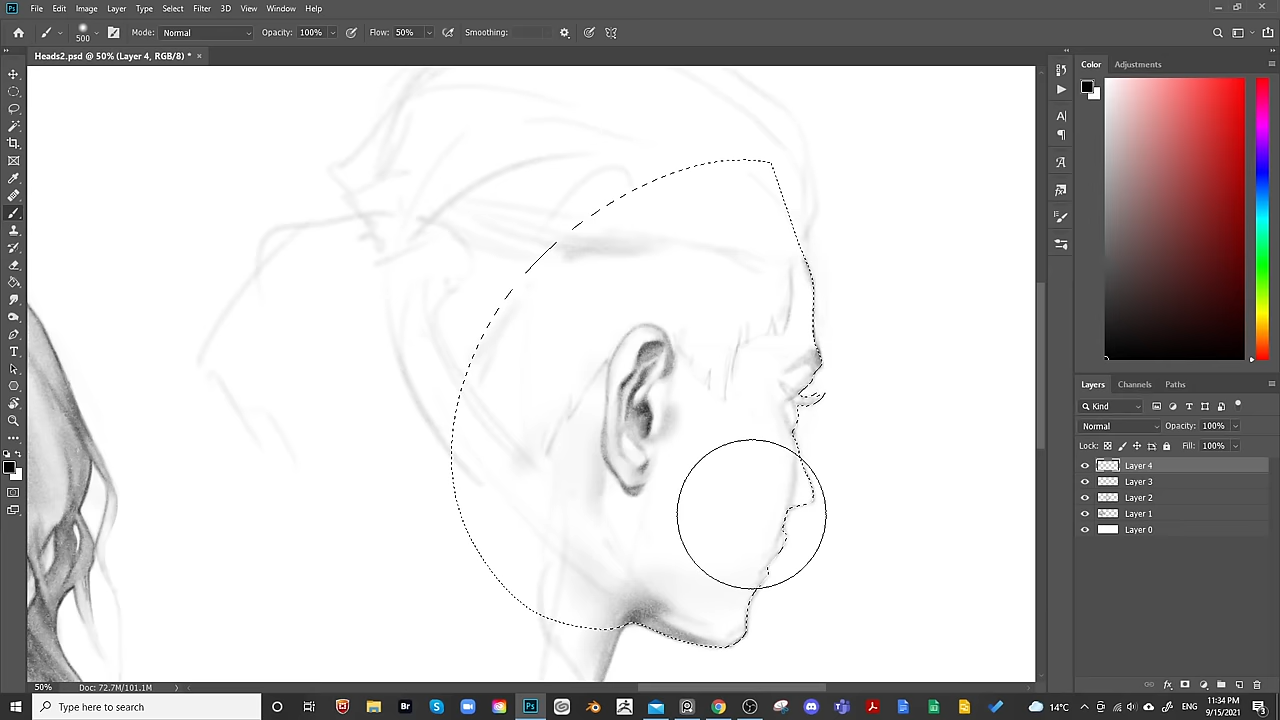 Ps File Edit Image Layer Type Select Filter 3D View Window Help
500 Mode: Normal Opacity: 100% Flow: 50% Smoothing:
Heads2.psd @ 50% (Layer 4, RGB/8) * ×
Color Adjustments
Layers Channels Paths
Kind
Normal Opacity: 100%
Lock: Fill: 100%
Layer 4
Layer 3
Layer 2
Layer 1
Layer 0
50% Doc: 72.7M/101.1M
Type here to search Br Ps 14°C ENG 11:34 PM
9/15/2021